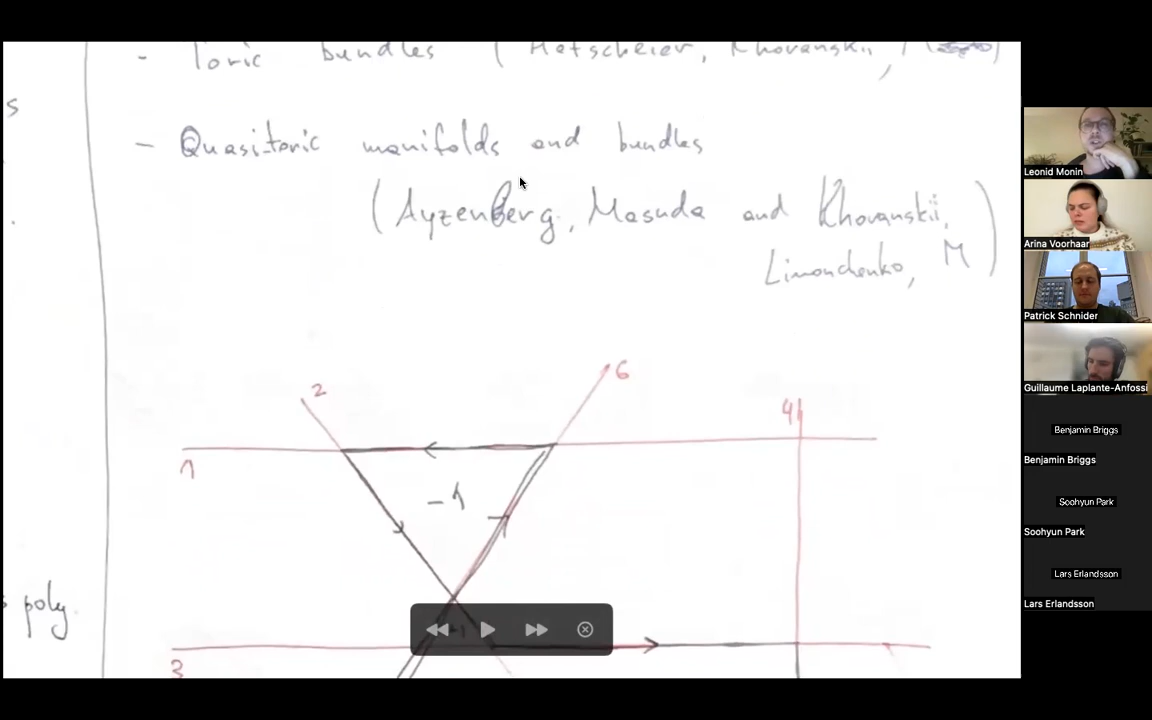 - Toric bundles (Hofscheier, Khovanskii,
s
- Quasitoric manifolds and bundles
(Ayzenberg, Masuda and Khovanskii,
Limonchenko, M)
2
6
4
1
-1
poly.
3
Leonid Monin
Arina Voorhaar
Patrick Schnider
Guillaume Laplante-Anfossi
Benjamin Briggs
Benjamin Briggs
Soohyun Park
Soohyun Park
Lars Erlandsson
Lars Erlandsson